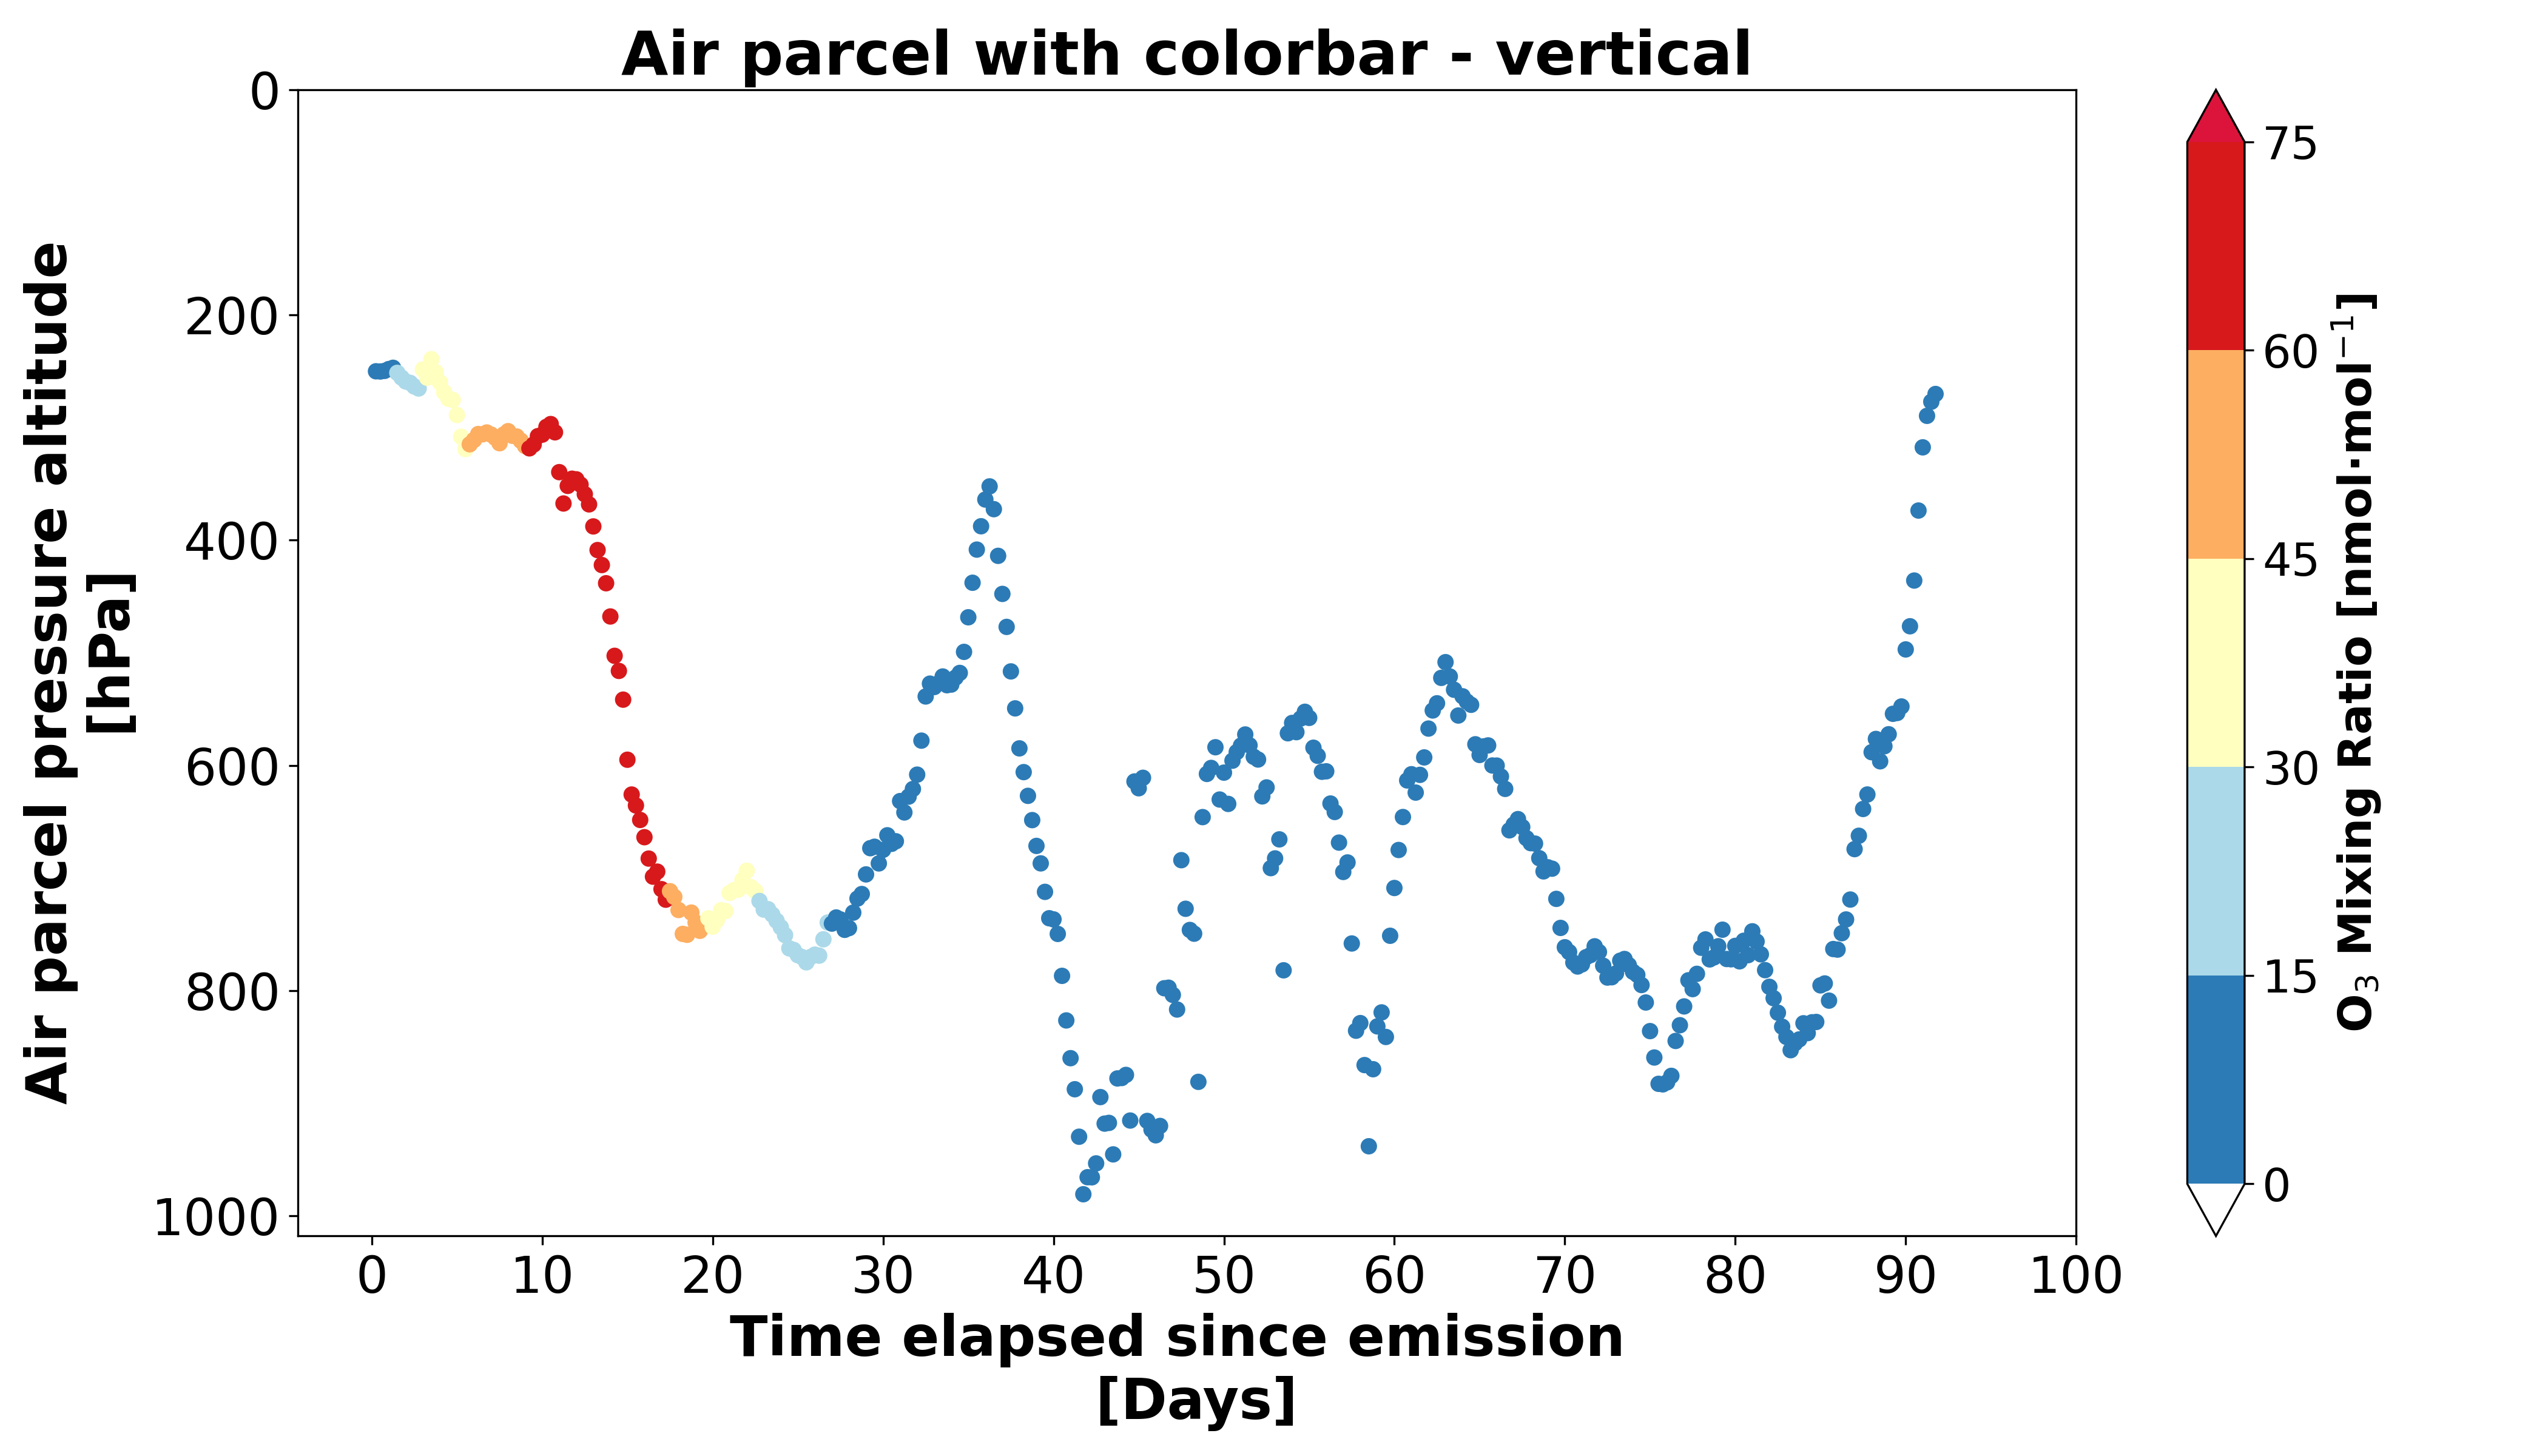 Air parcel with colorbar - vertical
Air parcel pressure altitude
[hPa]
0
200
400
600
800
1000
0 10 20 30 40 50 60 70 80 90 100
Time elapsed since emission
[Days]
75
60
45
30
15
0
O₃ Mixing Ratio [nmol·mol⁻¹]